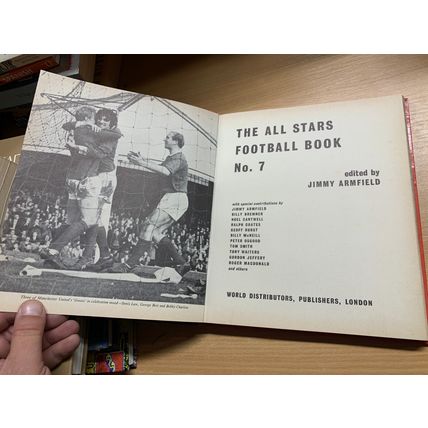 Three of Manchester United's 'Greats' in celebration mood—Denis Law, George Best and Bobby Charlton
THE ALL STARS
FOOTBALL BOOK
No. 7
edited by
JIMMY ARMFIELD
with special contributions by
JIMMY ARMFIELD
BILLY BREMNER
NOEL CANTWELL
RALPH COATES
GEOFF HURST
BILLY McNEILL
PETER OSGOOD
TOM SMITH
TONY WAITERS
GORDON JEFFERY
ROGER MACDONALD
and others
WORLD DISTRIBUTORS, PUBLISHERS, LONDON